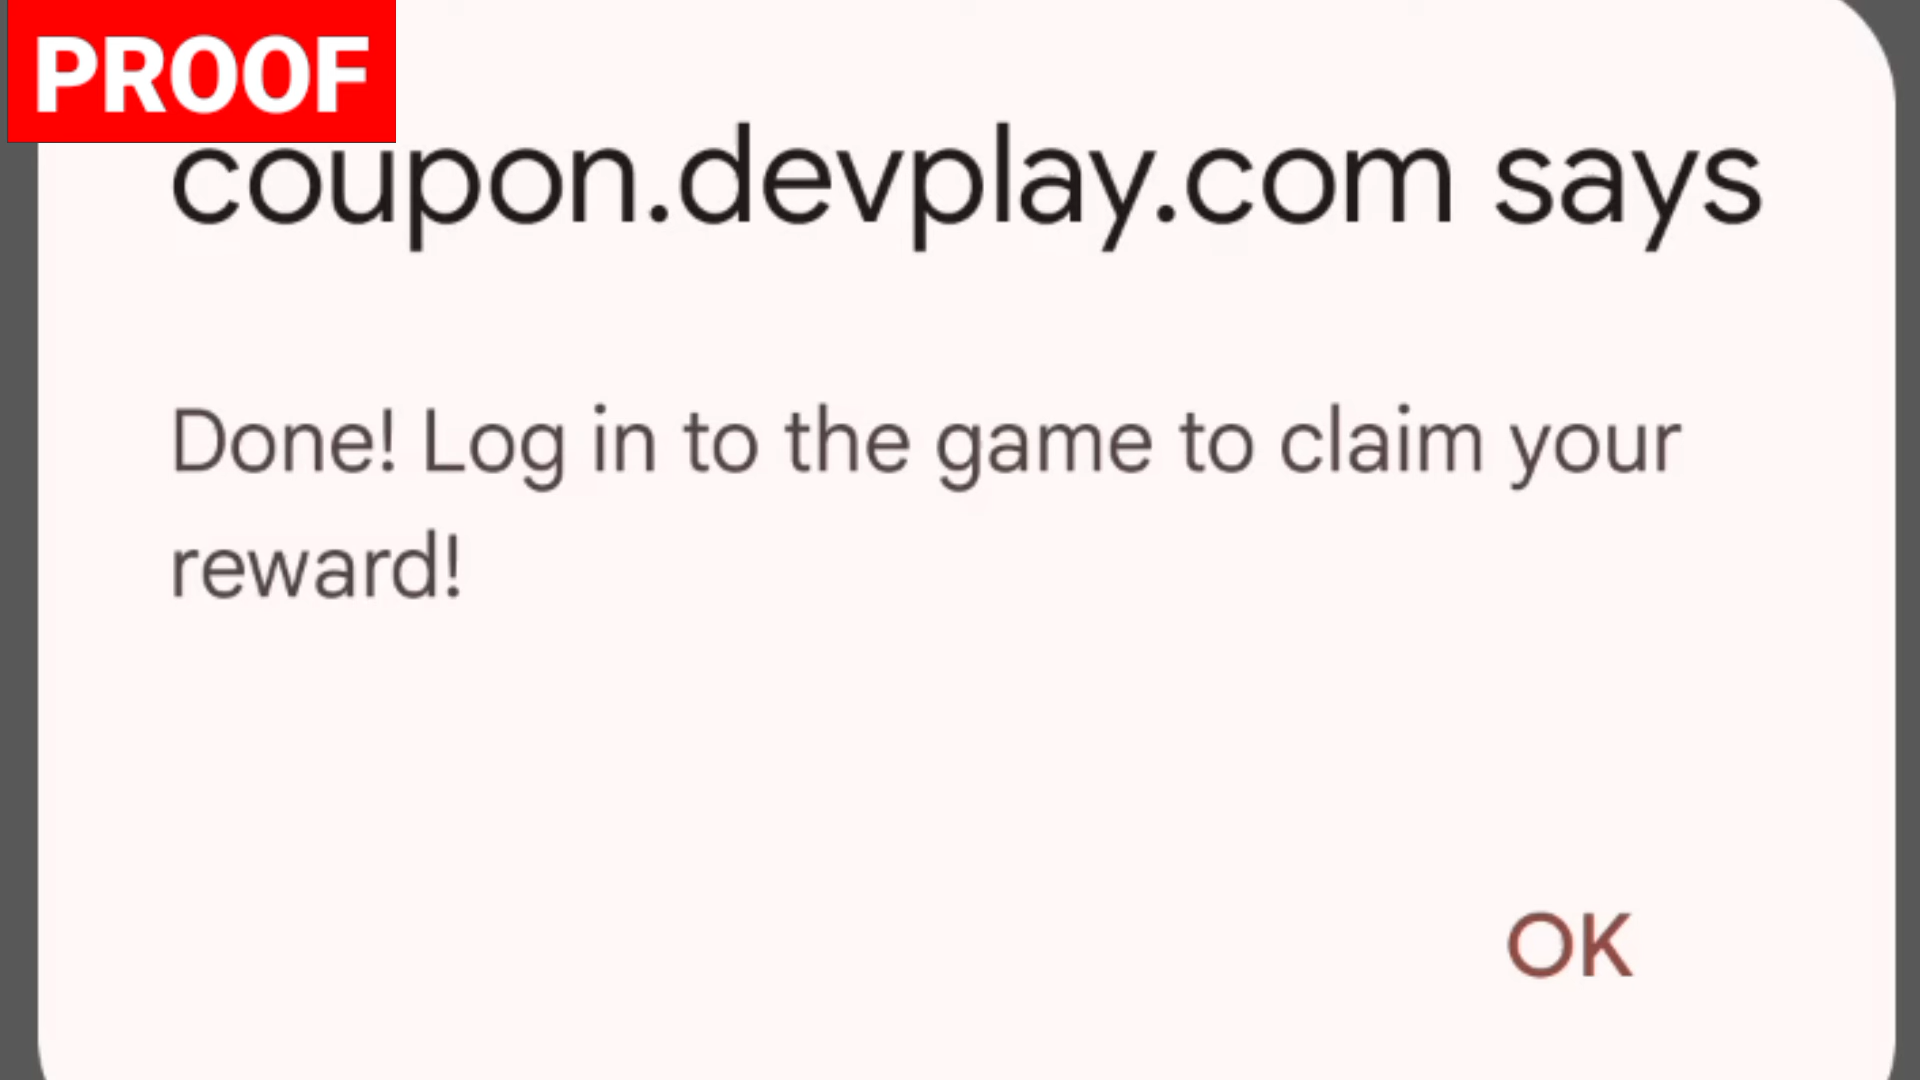 PROOF
coupon.devplay.com says
Done! Log in to the game to claim your
reward!
OK